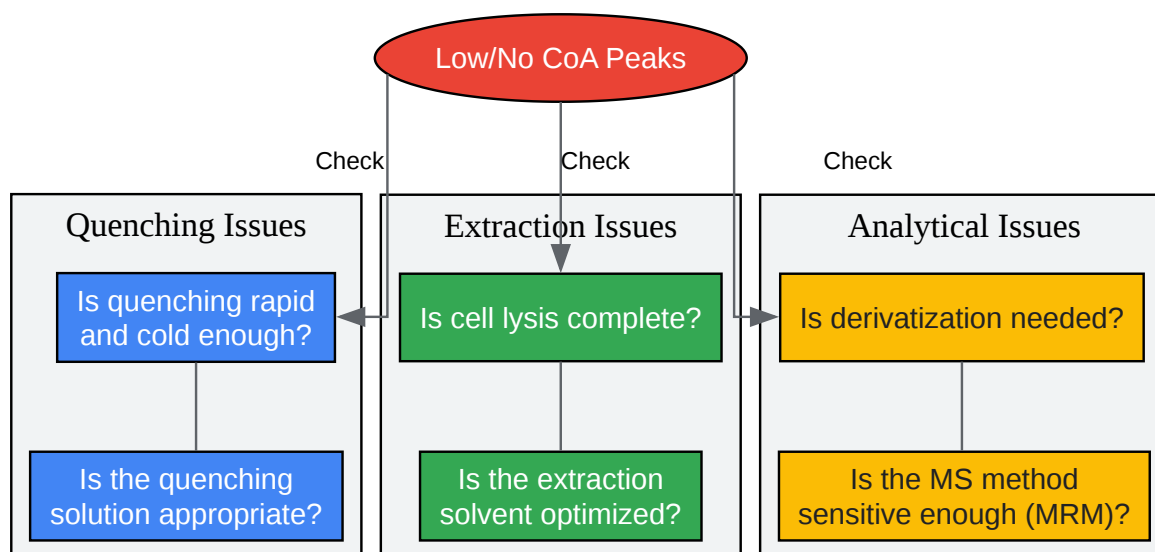 Low/No CoA Peaks
Check
Check
Check
Quenching Issues
Is quenching rapid
and cold enough?
Is the quenching
solution appropriate?
Extraction Issues
Is cell lysis complete?
Is the extraction
solvent optimized?
Analytical Issues
Is derivatization needed?
Is the MS method
sensitive enough (MRM)?